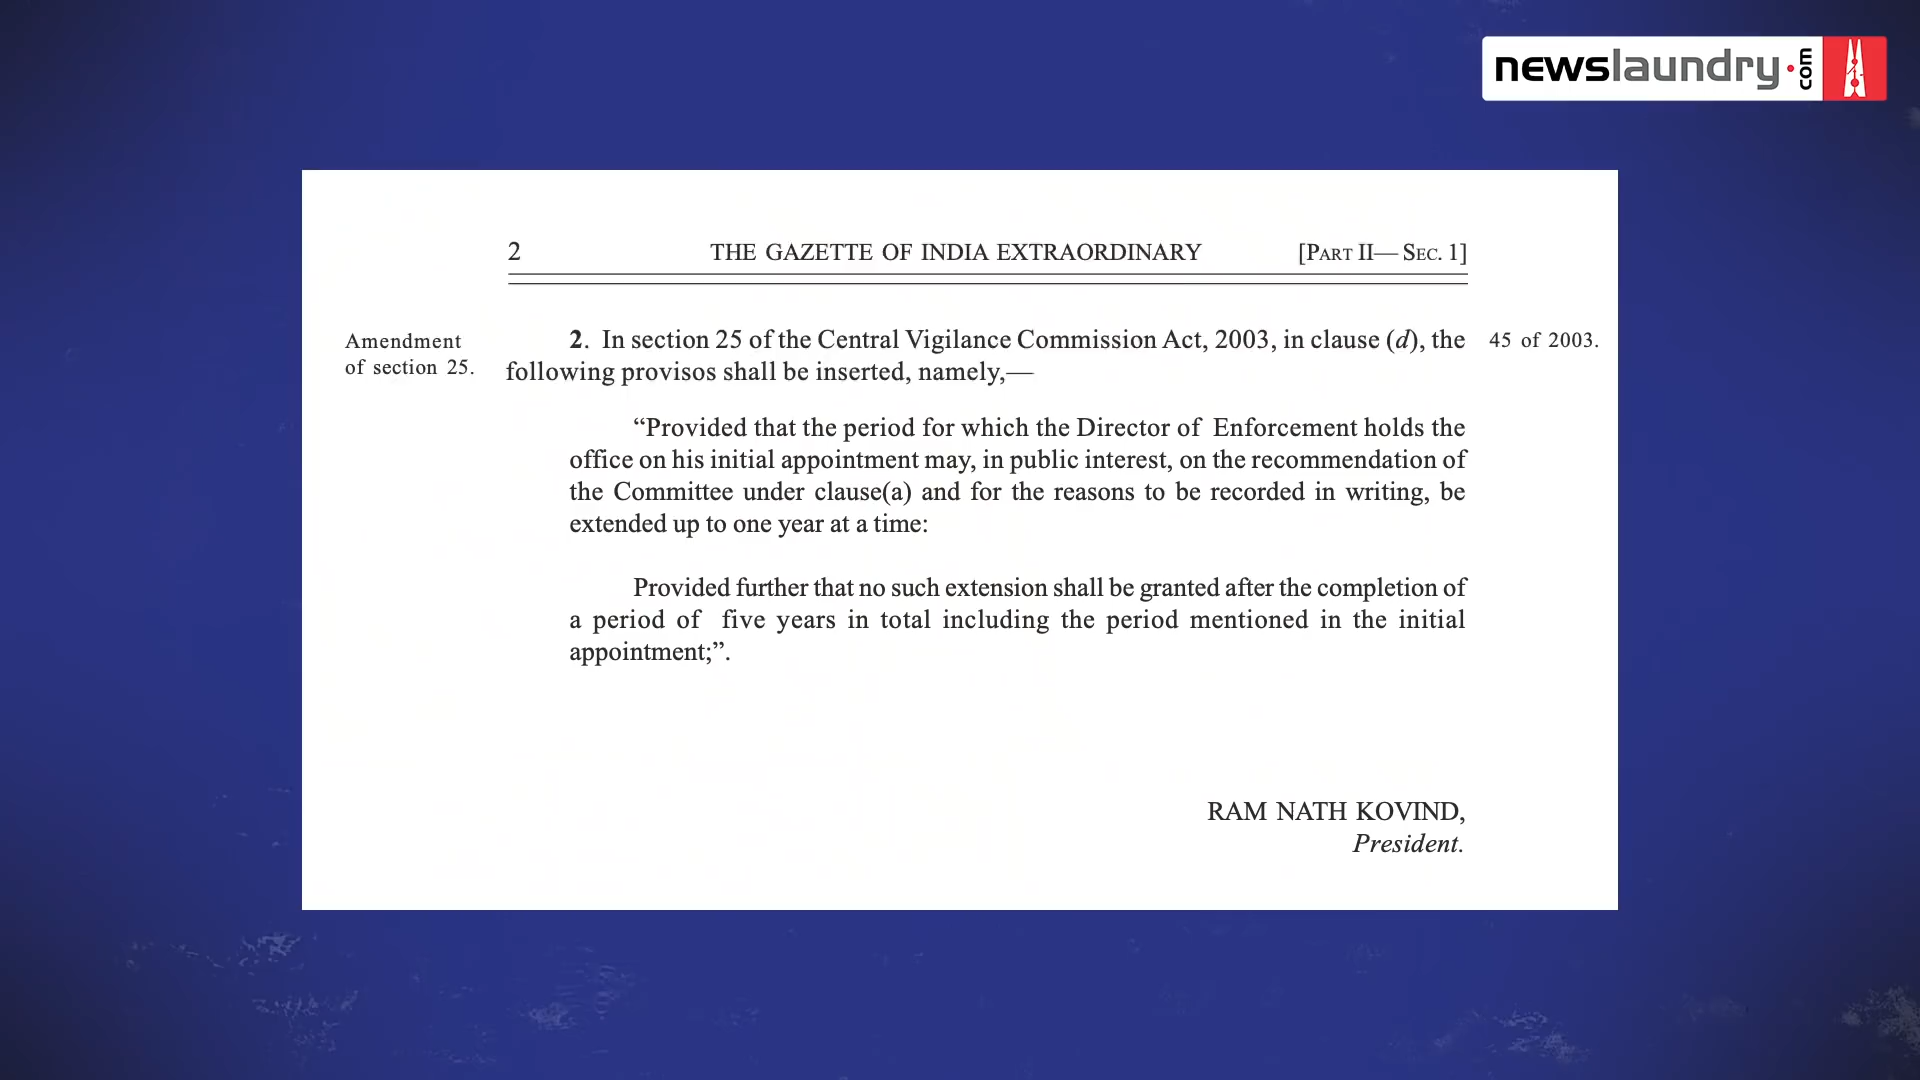 newslaundry.com
2 THE GAZETTE OF INDIA EXTRAORDINARY [PART II— SEC. 1]
Amendment
of section 25.
2. In section 25 of the Central Vigilance Commission Act, 2003, in clause (d), the
following provisos shall be inserted, namely,—
45 of 2003.
“Provided that the period for which the Director of Enforcement holds the
office on his initial appointment may, in public interest, on the recommendation of
the Committee under clause(a) and for the reasons to be recorded in writing, be
extended up to one year at a time:
Provided further that no such extension shall be granted after the completion of
a period of five years in total including the period mentioned in the initial
appointment;”.
RAM NATH KOVIND,
President.